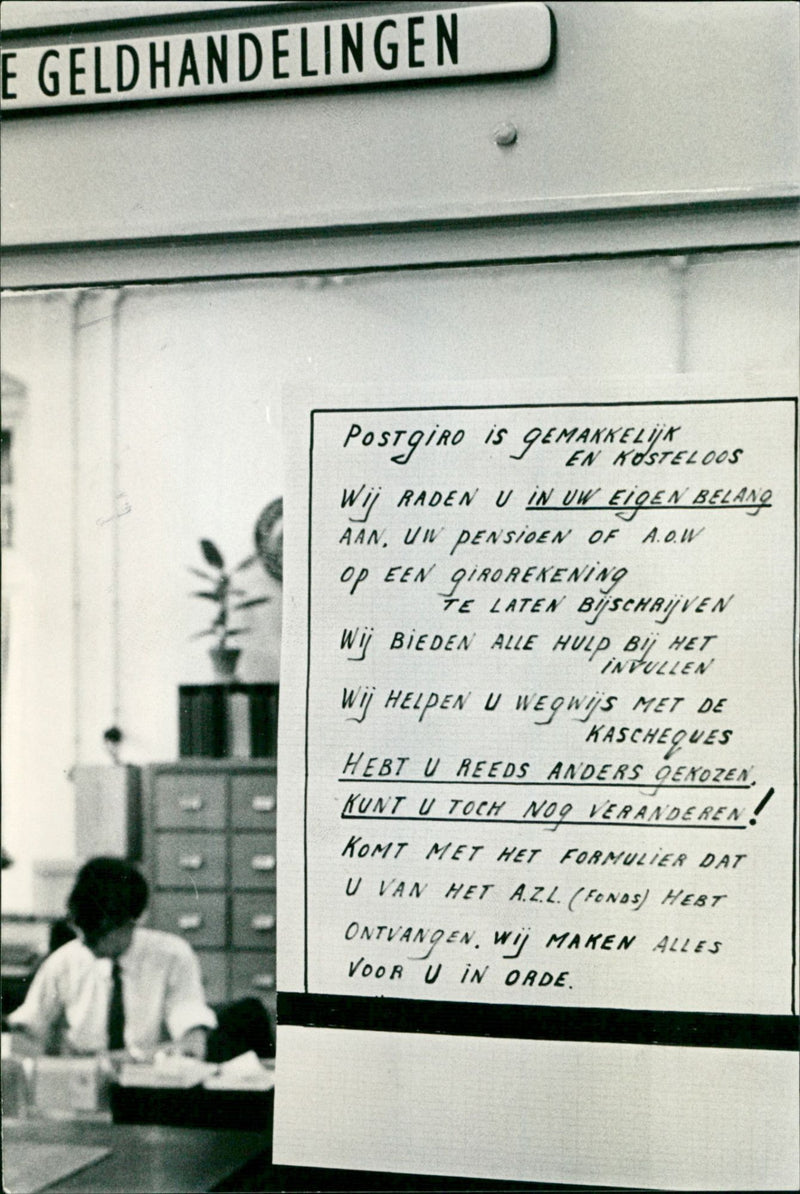 E GELDHANDELINGEN
POSTGIRO IS GEMAKKELIJK
EN KOSTELOOS
WIJ RADEN U IN UW EIGEN BELANG
AAN, UW PENSIOEN OF A.O.W
OP EEN GIROREKENING
TE LATEN BIJSCHRIJVEN
WIJ BIEDEN ALLE HULP BIJ HET
INVULLEN
WIJ HELPEN U WEGWIJS MET DE
KASCHEQUES
HEBT U REEDS ANDERS GEKOZEN,
KUNT U TOCH NOG VERANDEREN!
KOMT MET HET FORMULIER DAT
U VAN HET A.Z.L. (FONDS) HEBT
ONTVANGEN. WIJ MAKEN ALLES
VOOR U IN ORDE.